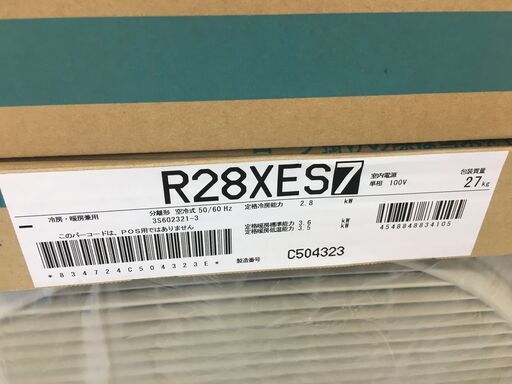 R28XES7
室内電源
単相 100V
包装質量
27kg
冷房・暖房兼用
分離形 空冷式 50/60 Hz
3S602321-3
定格冷房能力 2.8 kW
定格暖房標準能力 3.6 kW
定格暖房低温能力 3.5 kW
このバーコードは、POS用ではありません
*834724C504323E*
4548848834105
製造番号 C504323